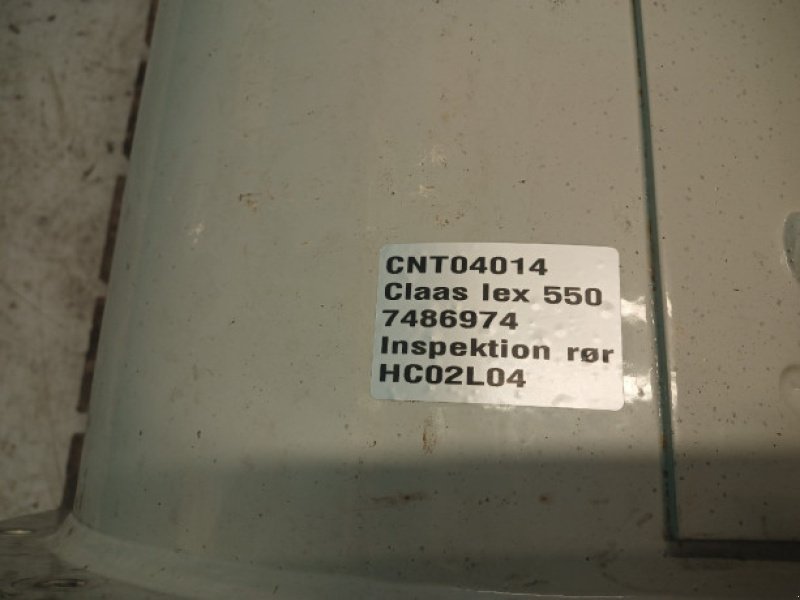 CNT04014
Claas lex 550
7486974
Inspektion rør
HC02L04